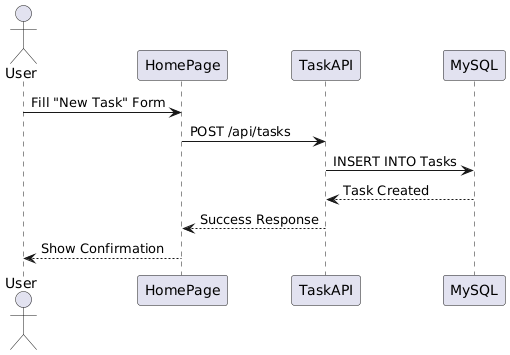 User
HomePage
TaskAPI
MySQL
Fill "New Task" Form
POST /api/tasks
INSERT INTO Tasks
Task Created
Success Response
Show Confirmation
User
HomePage
TaskAPI
MySQL